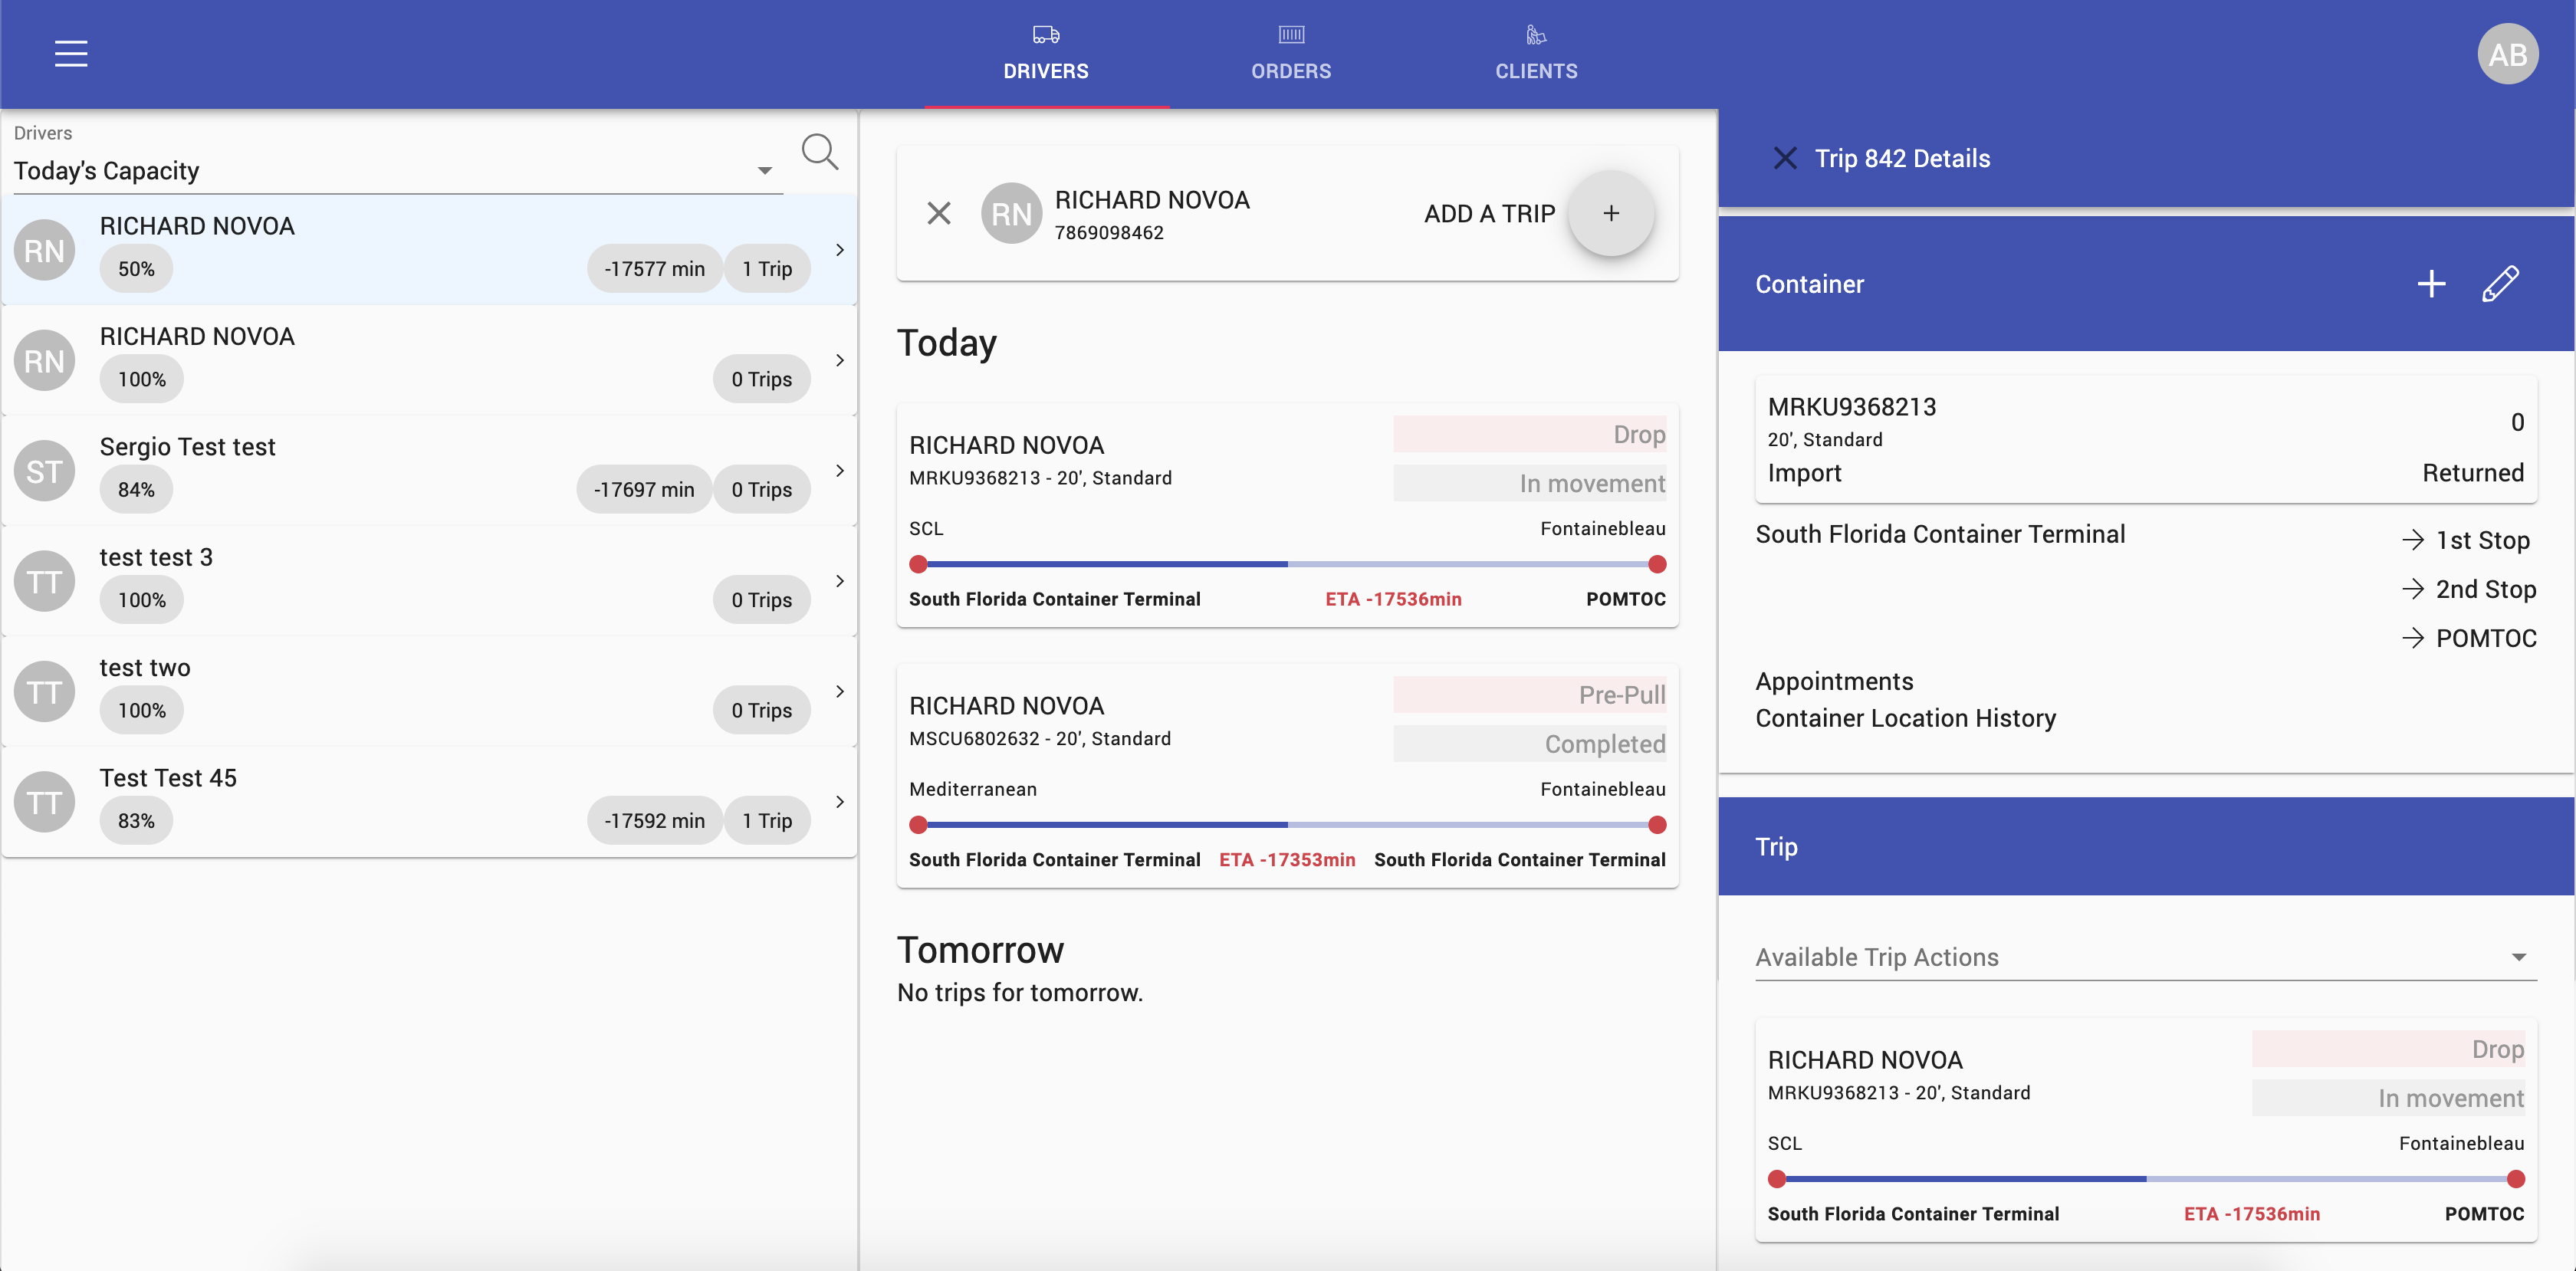 DRIVERS
ORDERS
CLIENTS
AB
Drivers
Today's Capacity
RN
RICHARD NOVOA
50%
-17577 min
1 Trip
RN
RICHARD NOVOA
100%
0 Trips
ST
Sergio Test test
84%
-17697 min
0 Trips
TT
test test 3
100%
0 Trips
TT
test two
100%
0 Trips
TT
Test Test 45
83%
-17592 min
1 Trip
RN
RICHARD NOVOA
7869098462
ADD A TRIP
+
Today
RICHARD NOVOA
Drop
MRKU9368213 - 20', Standard
In movement
SCL
Fontainebleau
South Florida Container Terminal
ETA -17536min
POMTOC
RICHARD NOVOA
Pre-Pull
MSCU6802632 - 20', Standard
Completed
Mediterranean
Fontainebleau
South Florida Container Terminal
ETA -17353min
South Florida Container Terminal
Tomorrow
No trips for tomorrow.
Trip 842 Details
Container
MRKU9368213
0
20', Standard
Import
Returned
South Florida Container Terminal
→ 1st Stop
→ 2nd Stop
→ POMTOC
Appointments
Container Location History
Trip
Available Trip Actions
RICHARD NOVOA
Drop
MRKU9368213 - 20', Standard
In movement
SCL
Fontainebleau
South Florida Container Terminal
ETA -17536min
POMTOC